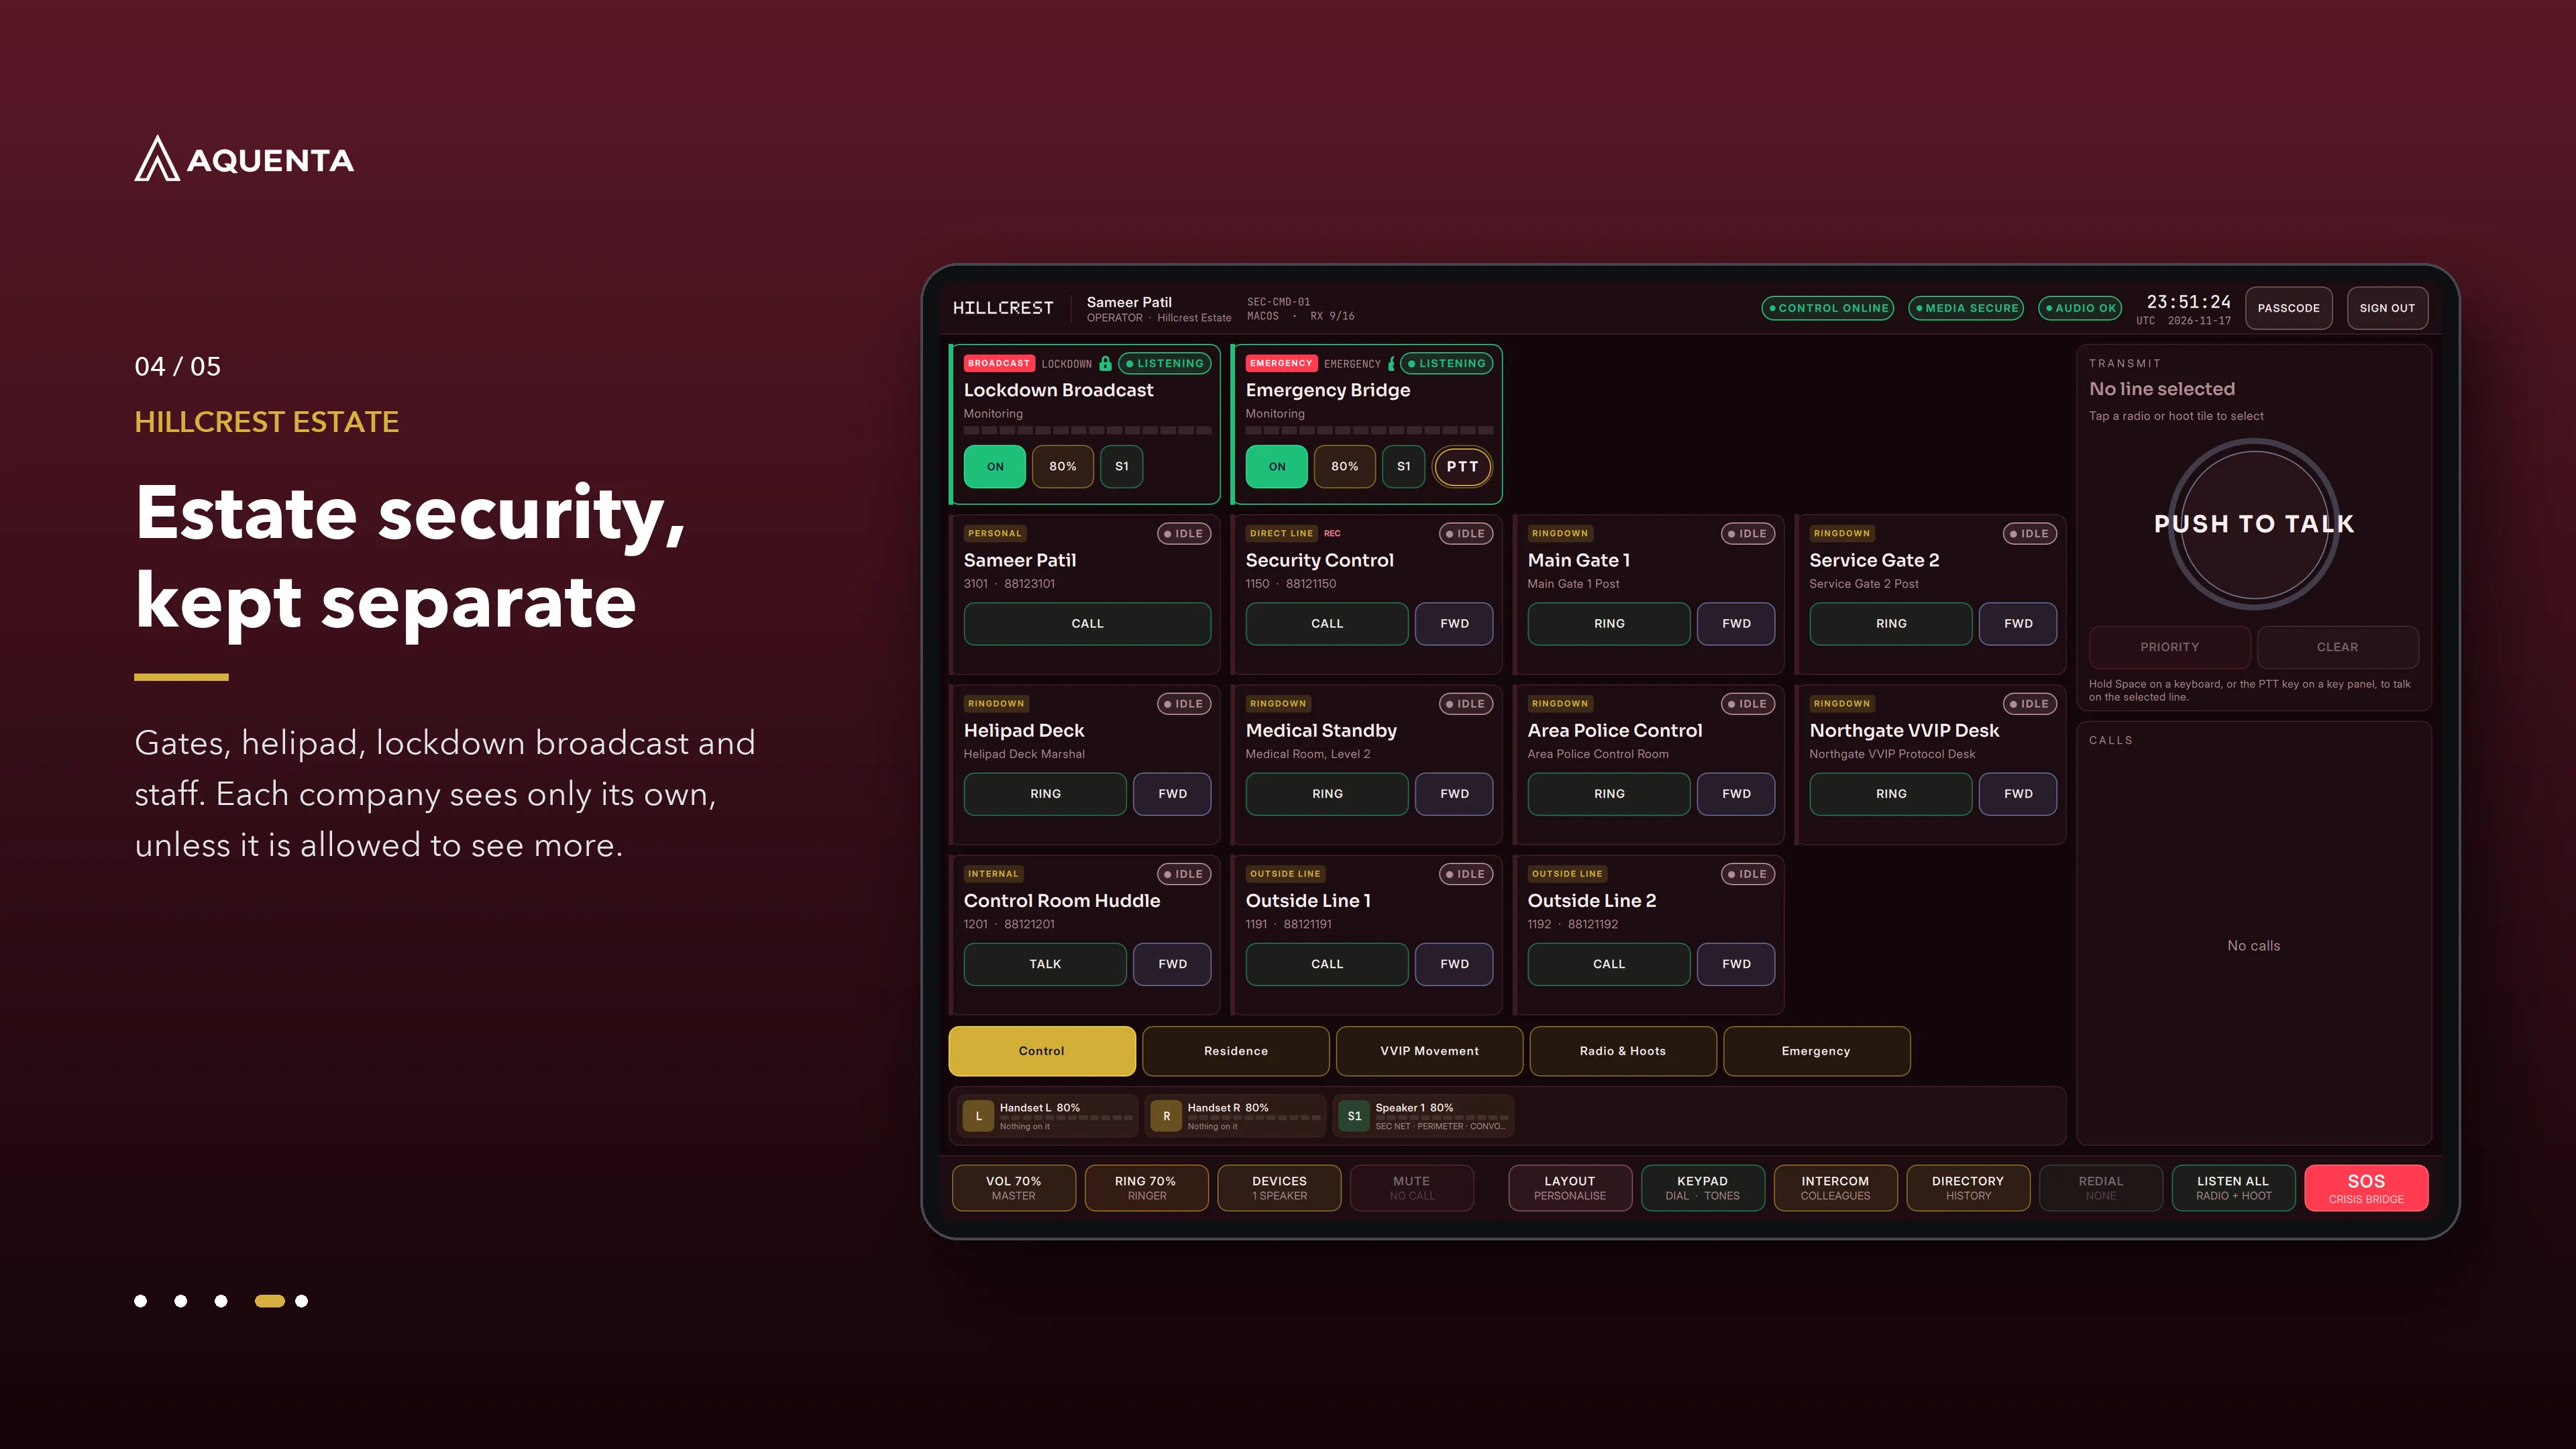 AQUENTA
04 / 05
HILLCREST ESTATE
Estate security,
kept separate
Gates, helipad, lockdown broadcast and
staff. Each company sees only its own,
unless it is allowed to see more.
HILLCREST
Sameer Patil
OPERATOR · Hillcrest Estate
SEC-CMD-01
MACOS · RX 9/16
CONTROL ONLINE
MEDIA SECURE
AUDIO OK
23:51:24
UTC 2026-11-17
PASSCODE
SIGN OUT
BROADCAST LOCKDOWN LISTENING
Lockdown Broadcast
Monitoring
ON 80% S1
EMERGENCY EMERGENCY LISTENING
Emergency Bridge
Monitoring
ON 80% S1 PTT
PERSONAL IDLE
Sameer Patil
3101 · 88123101
CALL
DIRECT LINE REC IDLE
Security Control
1150 · 88121150
CALL FWD
RINGDOWN IDLE
Main Gate 1
Main Gate 1 Post
RING FWD
RINGDOWN IDLE
Service Gate 2
Service Gate 2 Post
RING FWD
RINGDOWN IDLE
Helipad Deck
Helipad Deck Marshal
RING FWD
RINGDOWN IDLE
Medical Standby
Medical Room, Level 2
RING FWD
RINGDOWN IDLE
Area Police Control
Area Police Control Room
RING FWD
RINGDOWN IDLE
Northgate VVIP Desk
Northgate VVIP Protocol Desk
RING FWD
INTERNAL IDLE
Control Room Huddle
1201 · 88121201
TALK FWD
OUTSIDE LINE IDLE
Outside Line 1
1191 · 88121191
CALL FWD
OUTSIDE LINE IDLE
Outside Line 2
1192 · 88121192
CALL FWD
Control
Residence
VVIP Movement
Radio & Hoots
Emergency
L
Handset L 80%
Nothing on it
R
Handset R 80%
Nothing on it
S1
Speaker 1 80%
SEC NET · PERIMETER · CONVO...
TRANSMIT
No line selected
Tap a radio or hoot tile to select
PUSH TO TALK
PRIORITY
CLEAR
Hold Space on a keyboard, or the PTT key on a key panel, to talk
on the selected line.
CALLS
No calls
VOL 70%
MASTER
RING 70%
RINGER
DEVICES
1 SPEAKER
MUTE
NO CALL
LAYOUT
PERSONALISE
KEYPAD
DIAL · TONES
INTERCOM
COLLEAGUES
DIRECTORY
HISTORY
REDIAL
NONE
LISTEN ALL
RADIO + HOOT
SOS
CRISIS BRIDGE